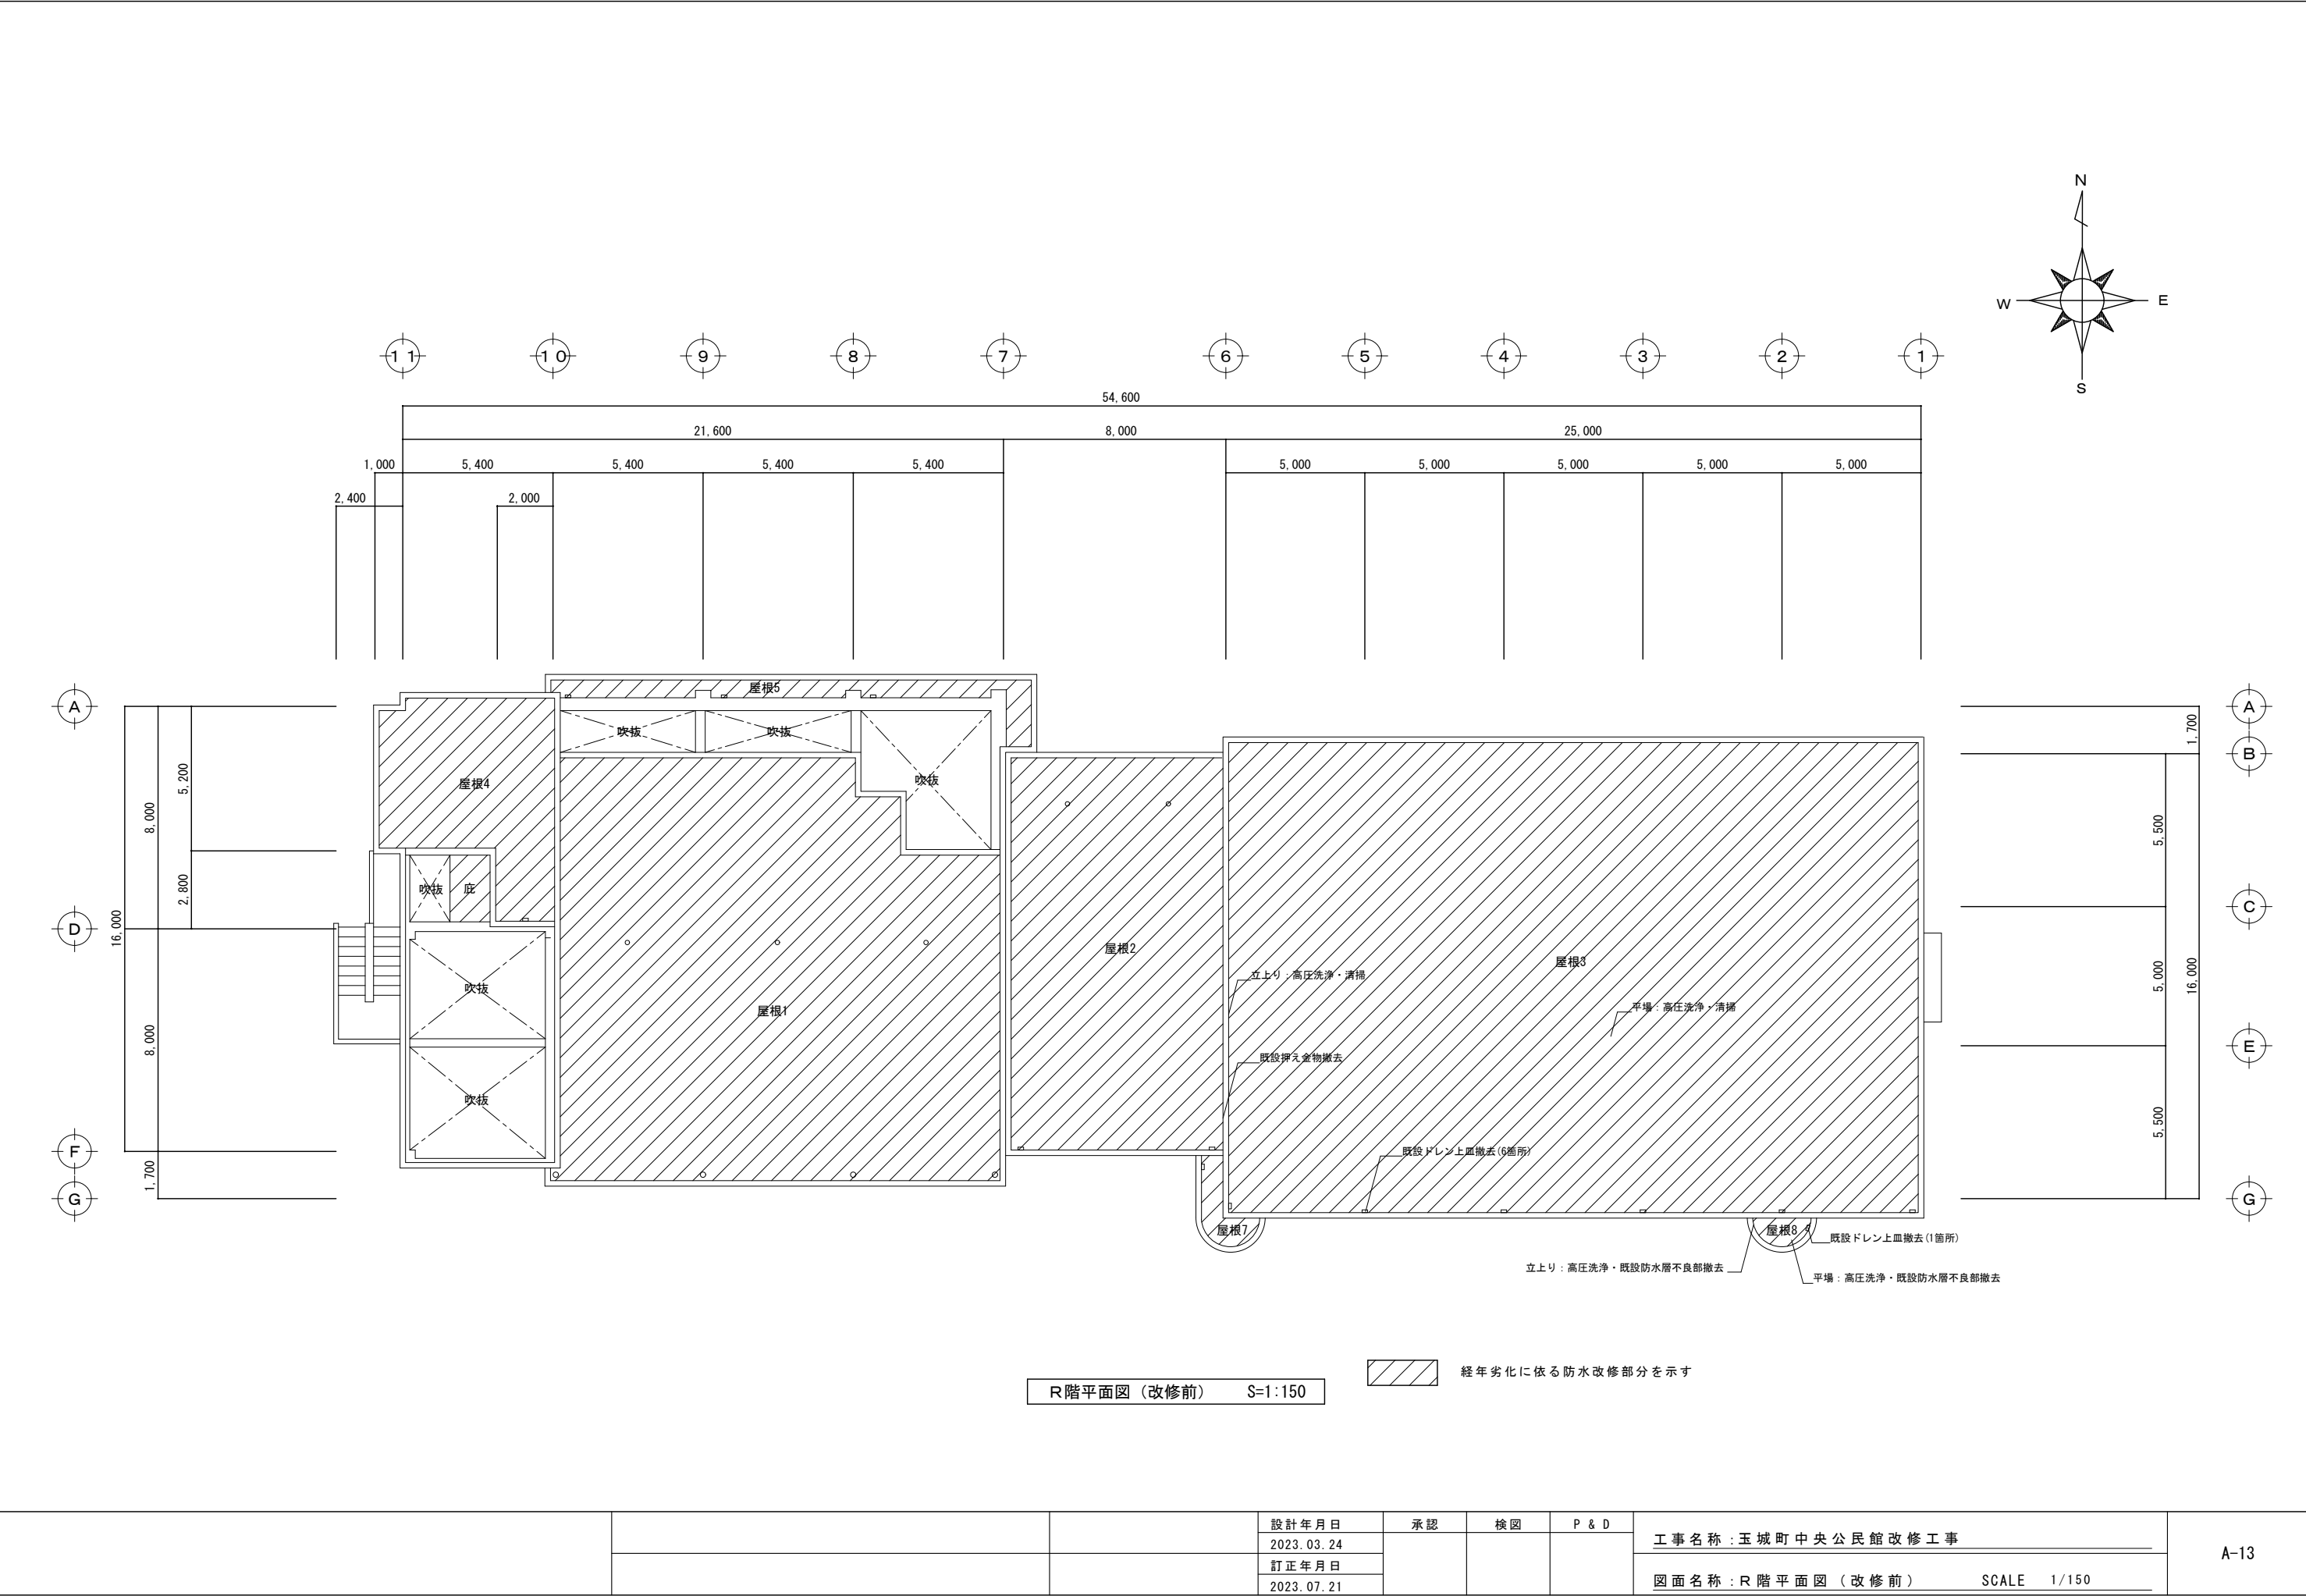 N
W
E
S
11
10
9
8
7
6
5
4
3
2
1
54,600
21,600
8,000
25,000
1,000
5,400
5,400
5,400
5,400
5,000
5,000
5,000
5,000
5,000
2,400
2,000
A
D
F
G
16,000
8,000
8,000
1,700
5,200
2,800
A
B
C
E
G
1,700
5,500
5,000
5,500
16,000
屋根5
吹抜
吹抜
吹抜
屋根4
吹抜
庇
吹抜
吹抜
屋根1
屋根2
屋根3
立上り：高圧洗浄・清掃
平場：高圧洗浄・清掃
既設押え金物撤去
既設ドレン上皿撤去(6箇所)
屋根7
屋根8
既設ドレン上皿撤去(1箇所)
立上り：高圧洗浄・既設防水層不良部撤去
平場：高圧洗浄・既設防水層不良部撤去
経年劣化に依る防水改修部分を示す
R階平面図（改修前） S=1:150
設計年月日
2023.03.24
訂正年月日
2023.07.21
承認
検図
P & D
工事名称：玉城町中央公民館改修工事
図面名称：R階平面図（改修前） SCALE 1/150
A-13